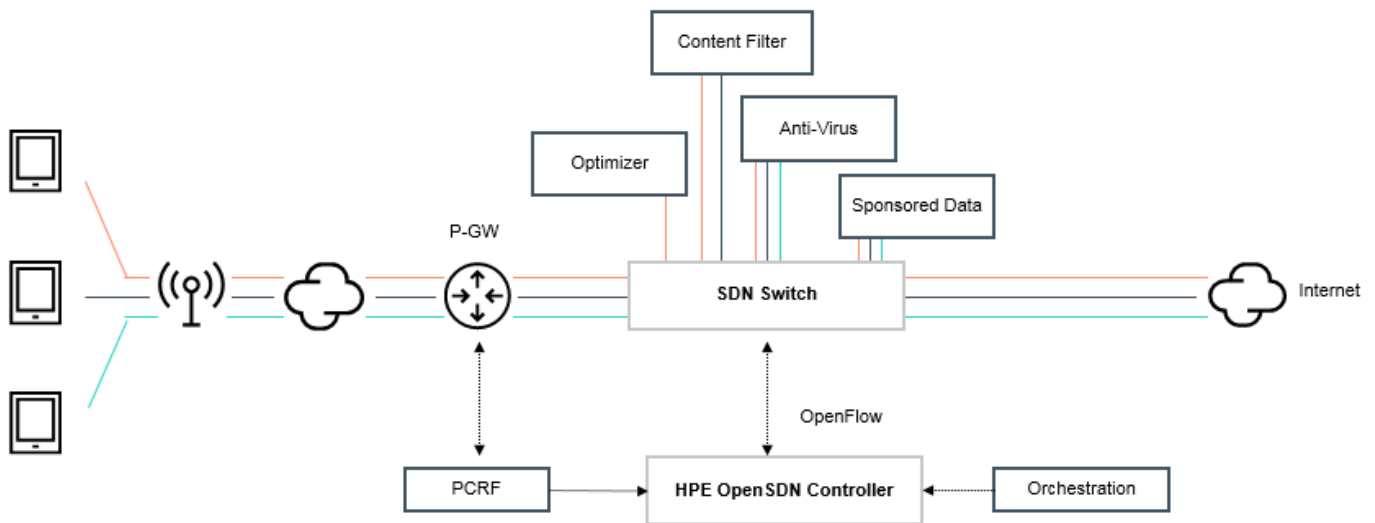 Content Filter
Anti-Virus
Optimizer
Sponsored Data
P-GW
SDN Switch
Internet
OpenFlow
PCRF
HPE OpenSDN Controller
Orchestration